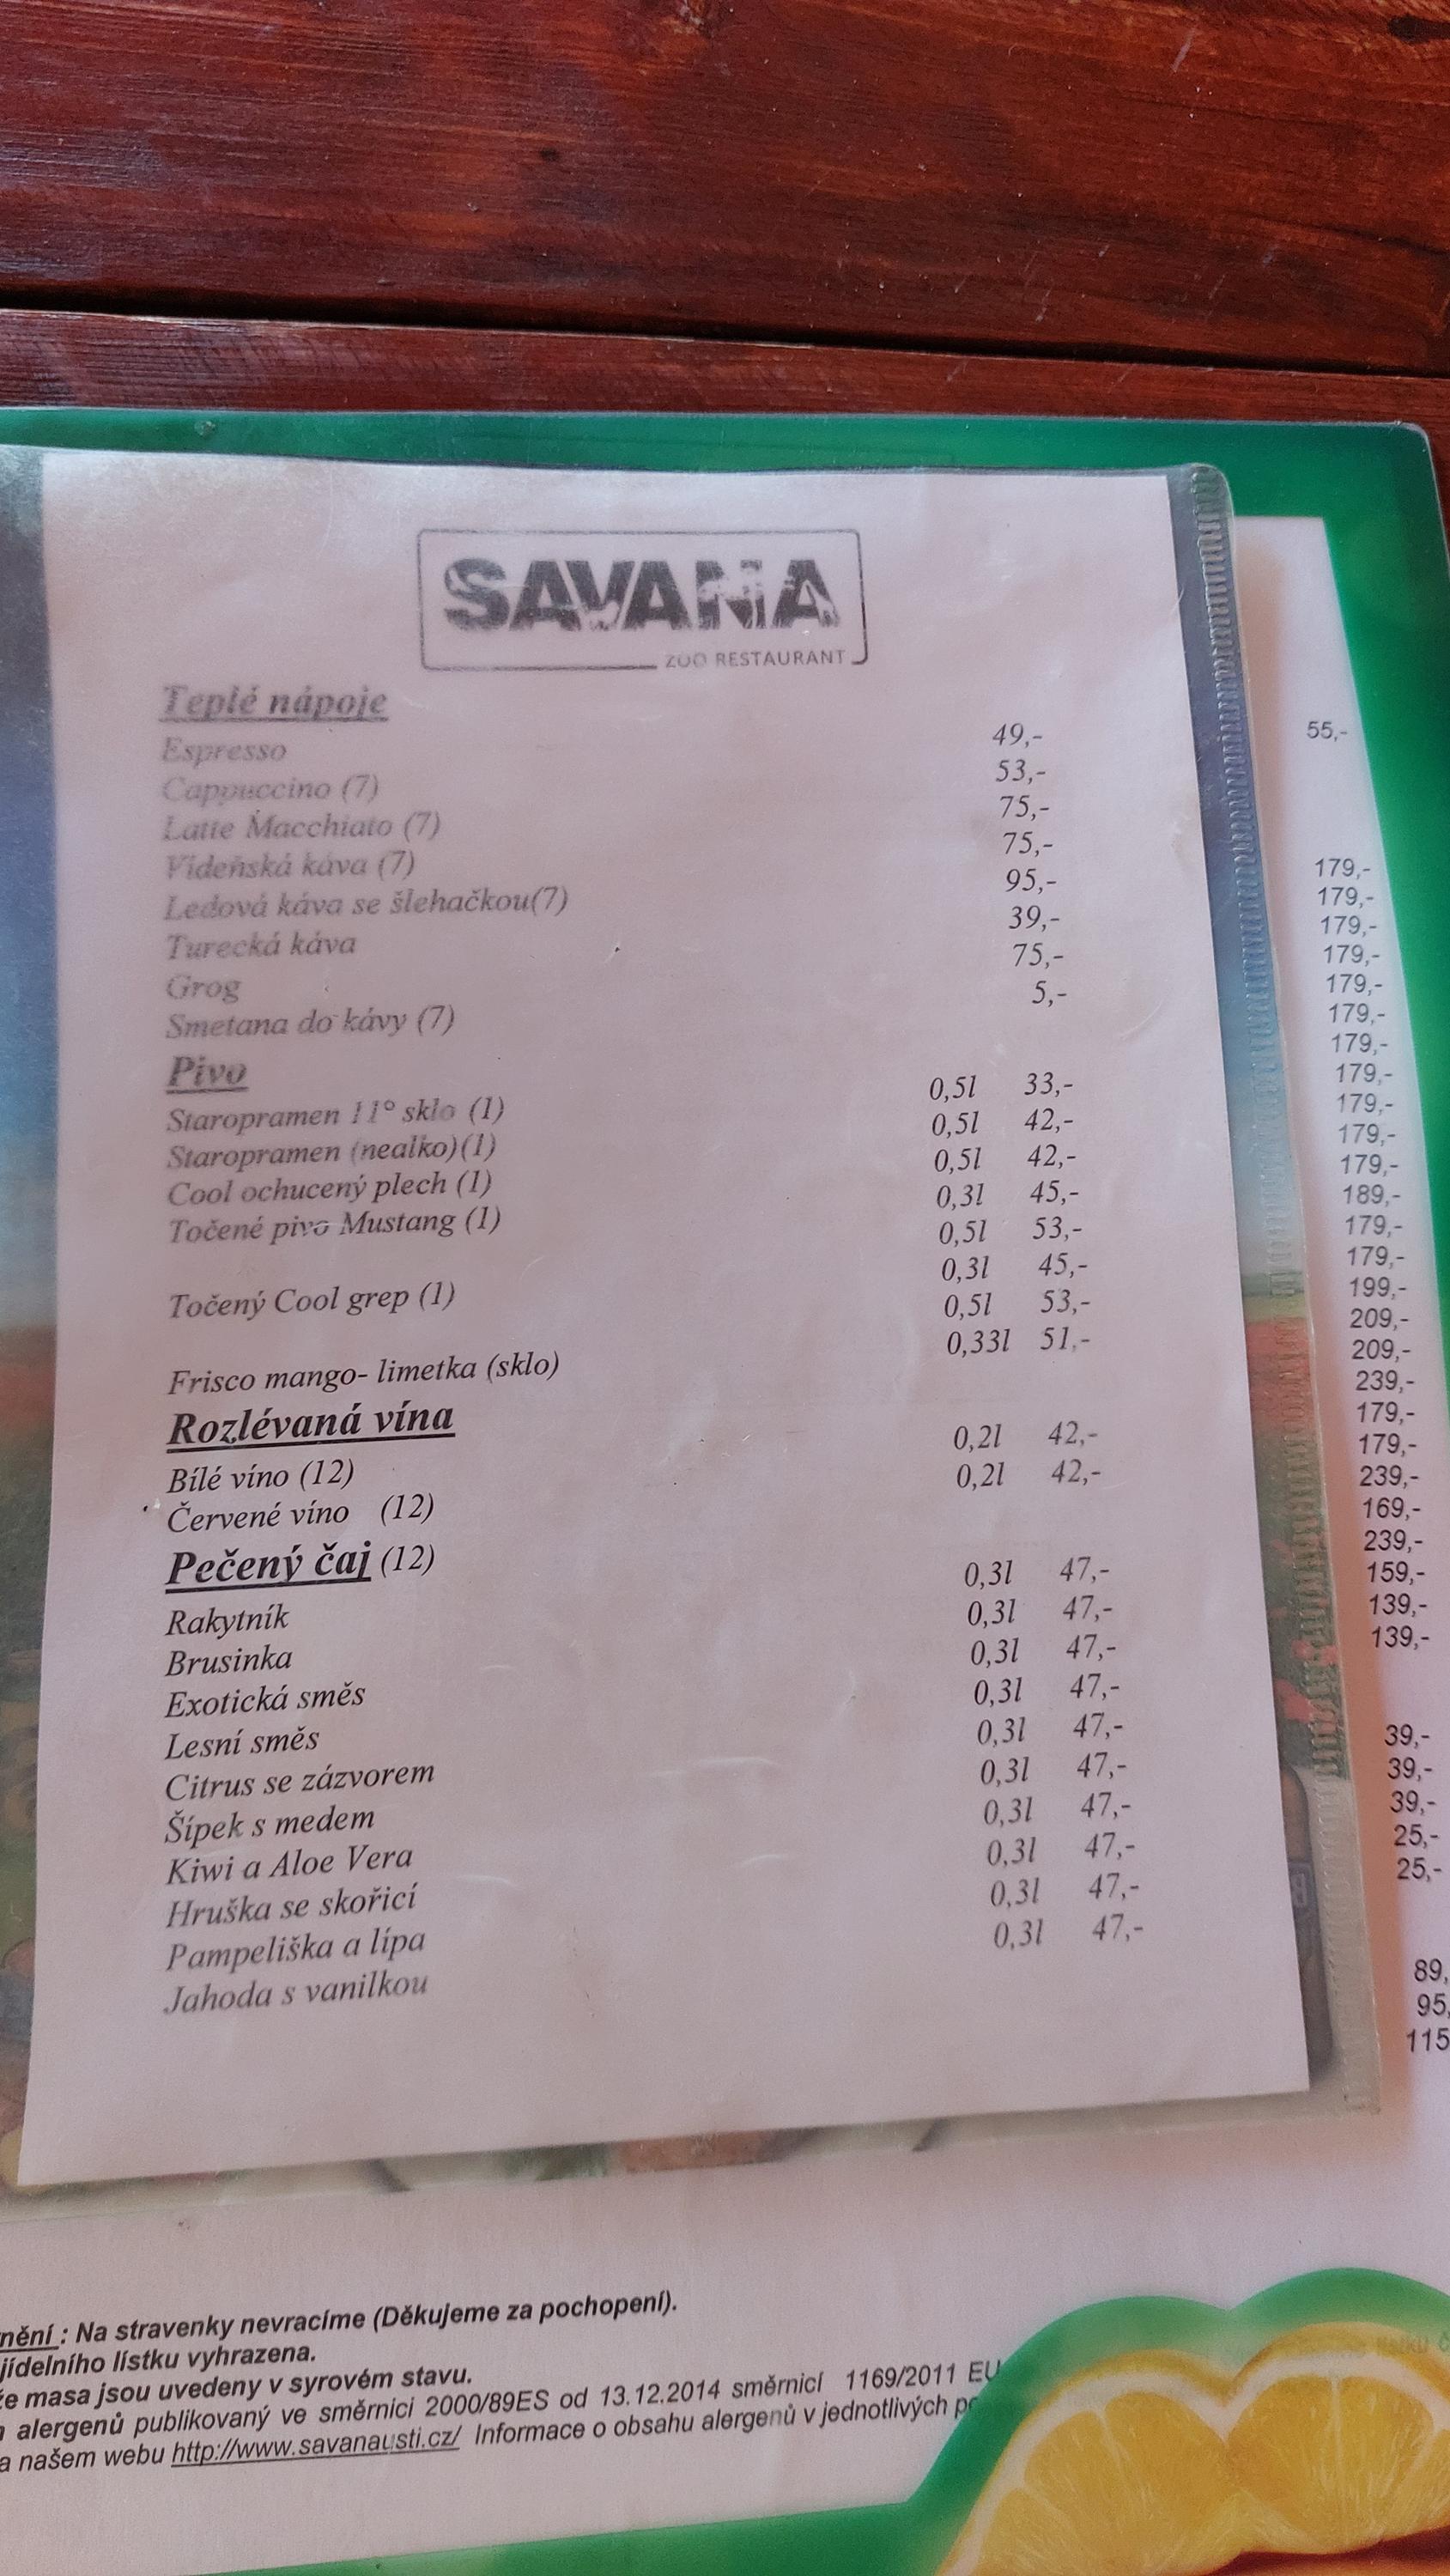 SAVANA
ZOO RESTAURANT
Teplé nápoje
Espresso 49,-
Cappuccino (7) 53,-
Latte Macchiato (7) 75,-
Vídeňská káva (7) 75,-
Ledová káva se šlehačkou(7) 95,-
Turecká káva 39,-
Grog 75,-
Smetana do kávy (7) 5,-
Pivo
Staropramen 11° sklo (1) 0,5l 33,-
Staropramen (nealko)(1) 0,5l 42,-
Cool ochucený plech (1) 0,5l 42,-
Točené pivo Mustang (1) 0,3l 45,-
0,5l 53,-
Točený Cool grep (1) 0,3l 45,-
0,5l 53,-
Frisco mango- limetka (sklo) 0,33l 51,-
Rozlévaná vína
Bílé víno (12) 0,2l 42,-
Červené víno (12) 0,2l 42,-
Pečený čaj (12)
Rakytník 0,3l 47,-
Brusinka 0,3l 47,-
Exotická směs 0,3l 47,-
Lesní směs 0,3l 47,-
Citrus se zázvorem 0,3l 47,-
Šípek s medem 0,3l 47,-
Kiwi a Aloe Vera 0,3l 47,-
Hruška se skořicí 0,3l 47,-
Pampeliška a lípa 0,3l 47,-
Jahoda s vanilkou 0,3l 47,-
55,-
179,-
179,-
179,-
179,-
179,-
179,-
179,-
179,-
179,-
179,-
179,-
189,-
179,-
179,-
199,-
209,-
209,-
239,-
179,-
179,-
239,-
169,-
239,-
159,-
139,-
139,-
39,-
39,-
39,-
25,-
25,-
89,
95,
115
nění : Na stravenky nevracíme (Děkujeme za pochopení).
jídelního lístku vyhrazena.
že masa jsou uvedeny v syrovém stavu.
alergenů publikovaný ve směrnici 2000/89ES od 13.12.2014 směrnicí 1169/2011 EU
a našem webu http://www.savanausti.cz/ Informace o obsahu alergenů v jednotlivých